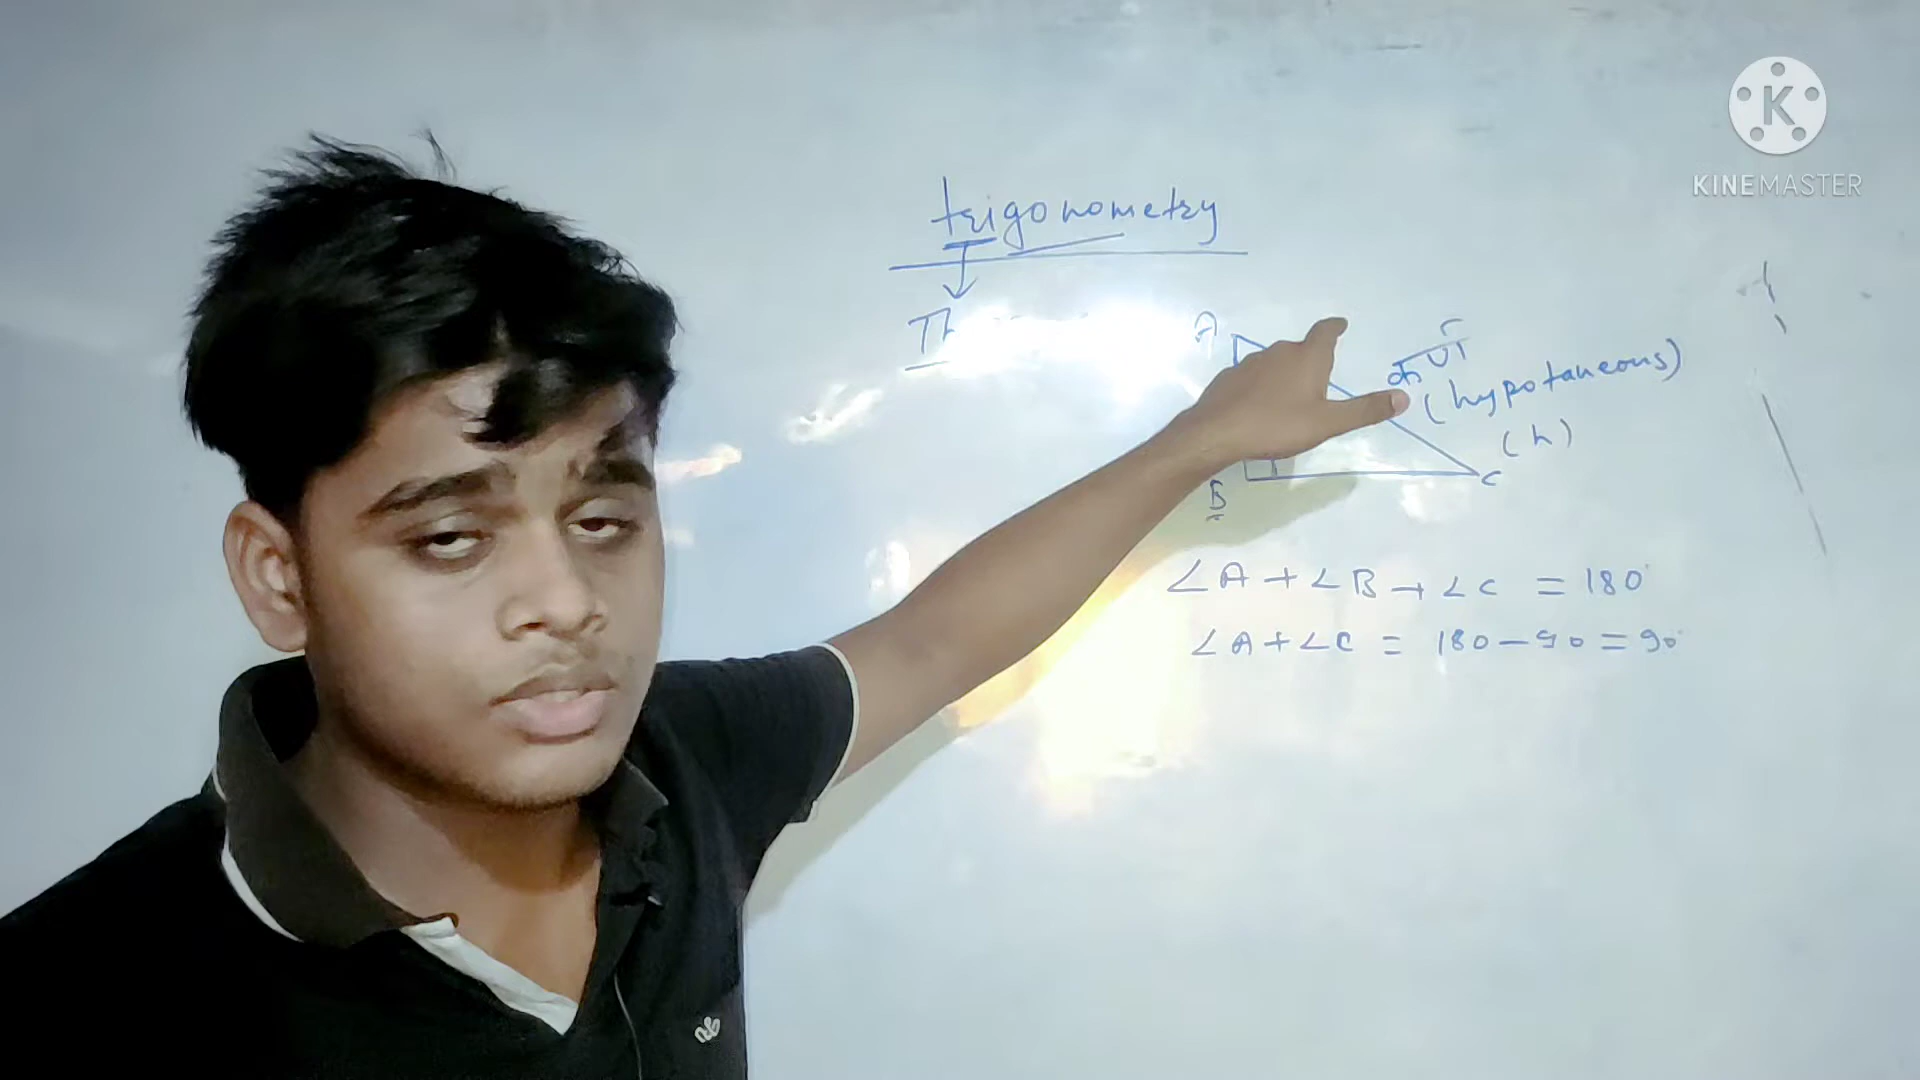 KINEMASTER
trigonometry
A
कर्ण
(hypotaneous)
(h)
B
C
∠A + ∠B + ∠C = 180°
∠A + ∠C = 180 - 90 = 90°